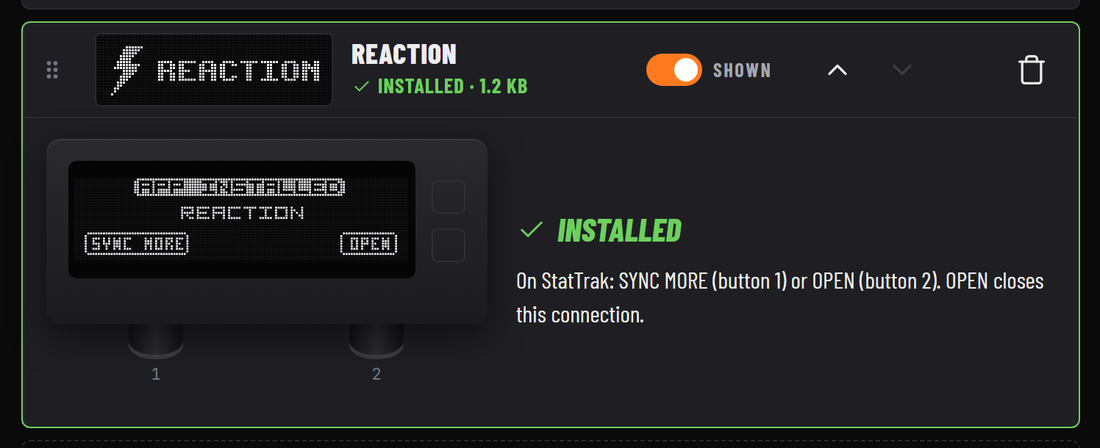 REACTION
REACTION
INSTALLED · 1.2 KB
SHOWN
APP INSTALLED
REACTION
SYNC MORE
OPEN
1
2
INSTALLED
On StatTrak: SYNC MORE (button 1) or OPEN (button 2). OPEN closes
this connection.